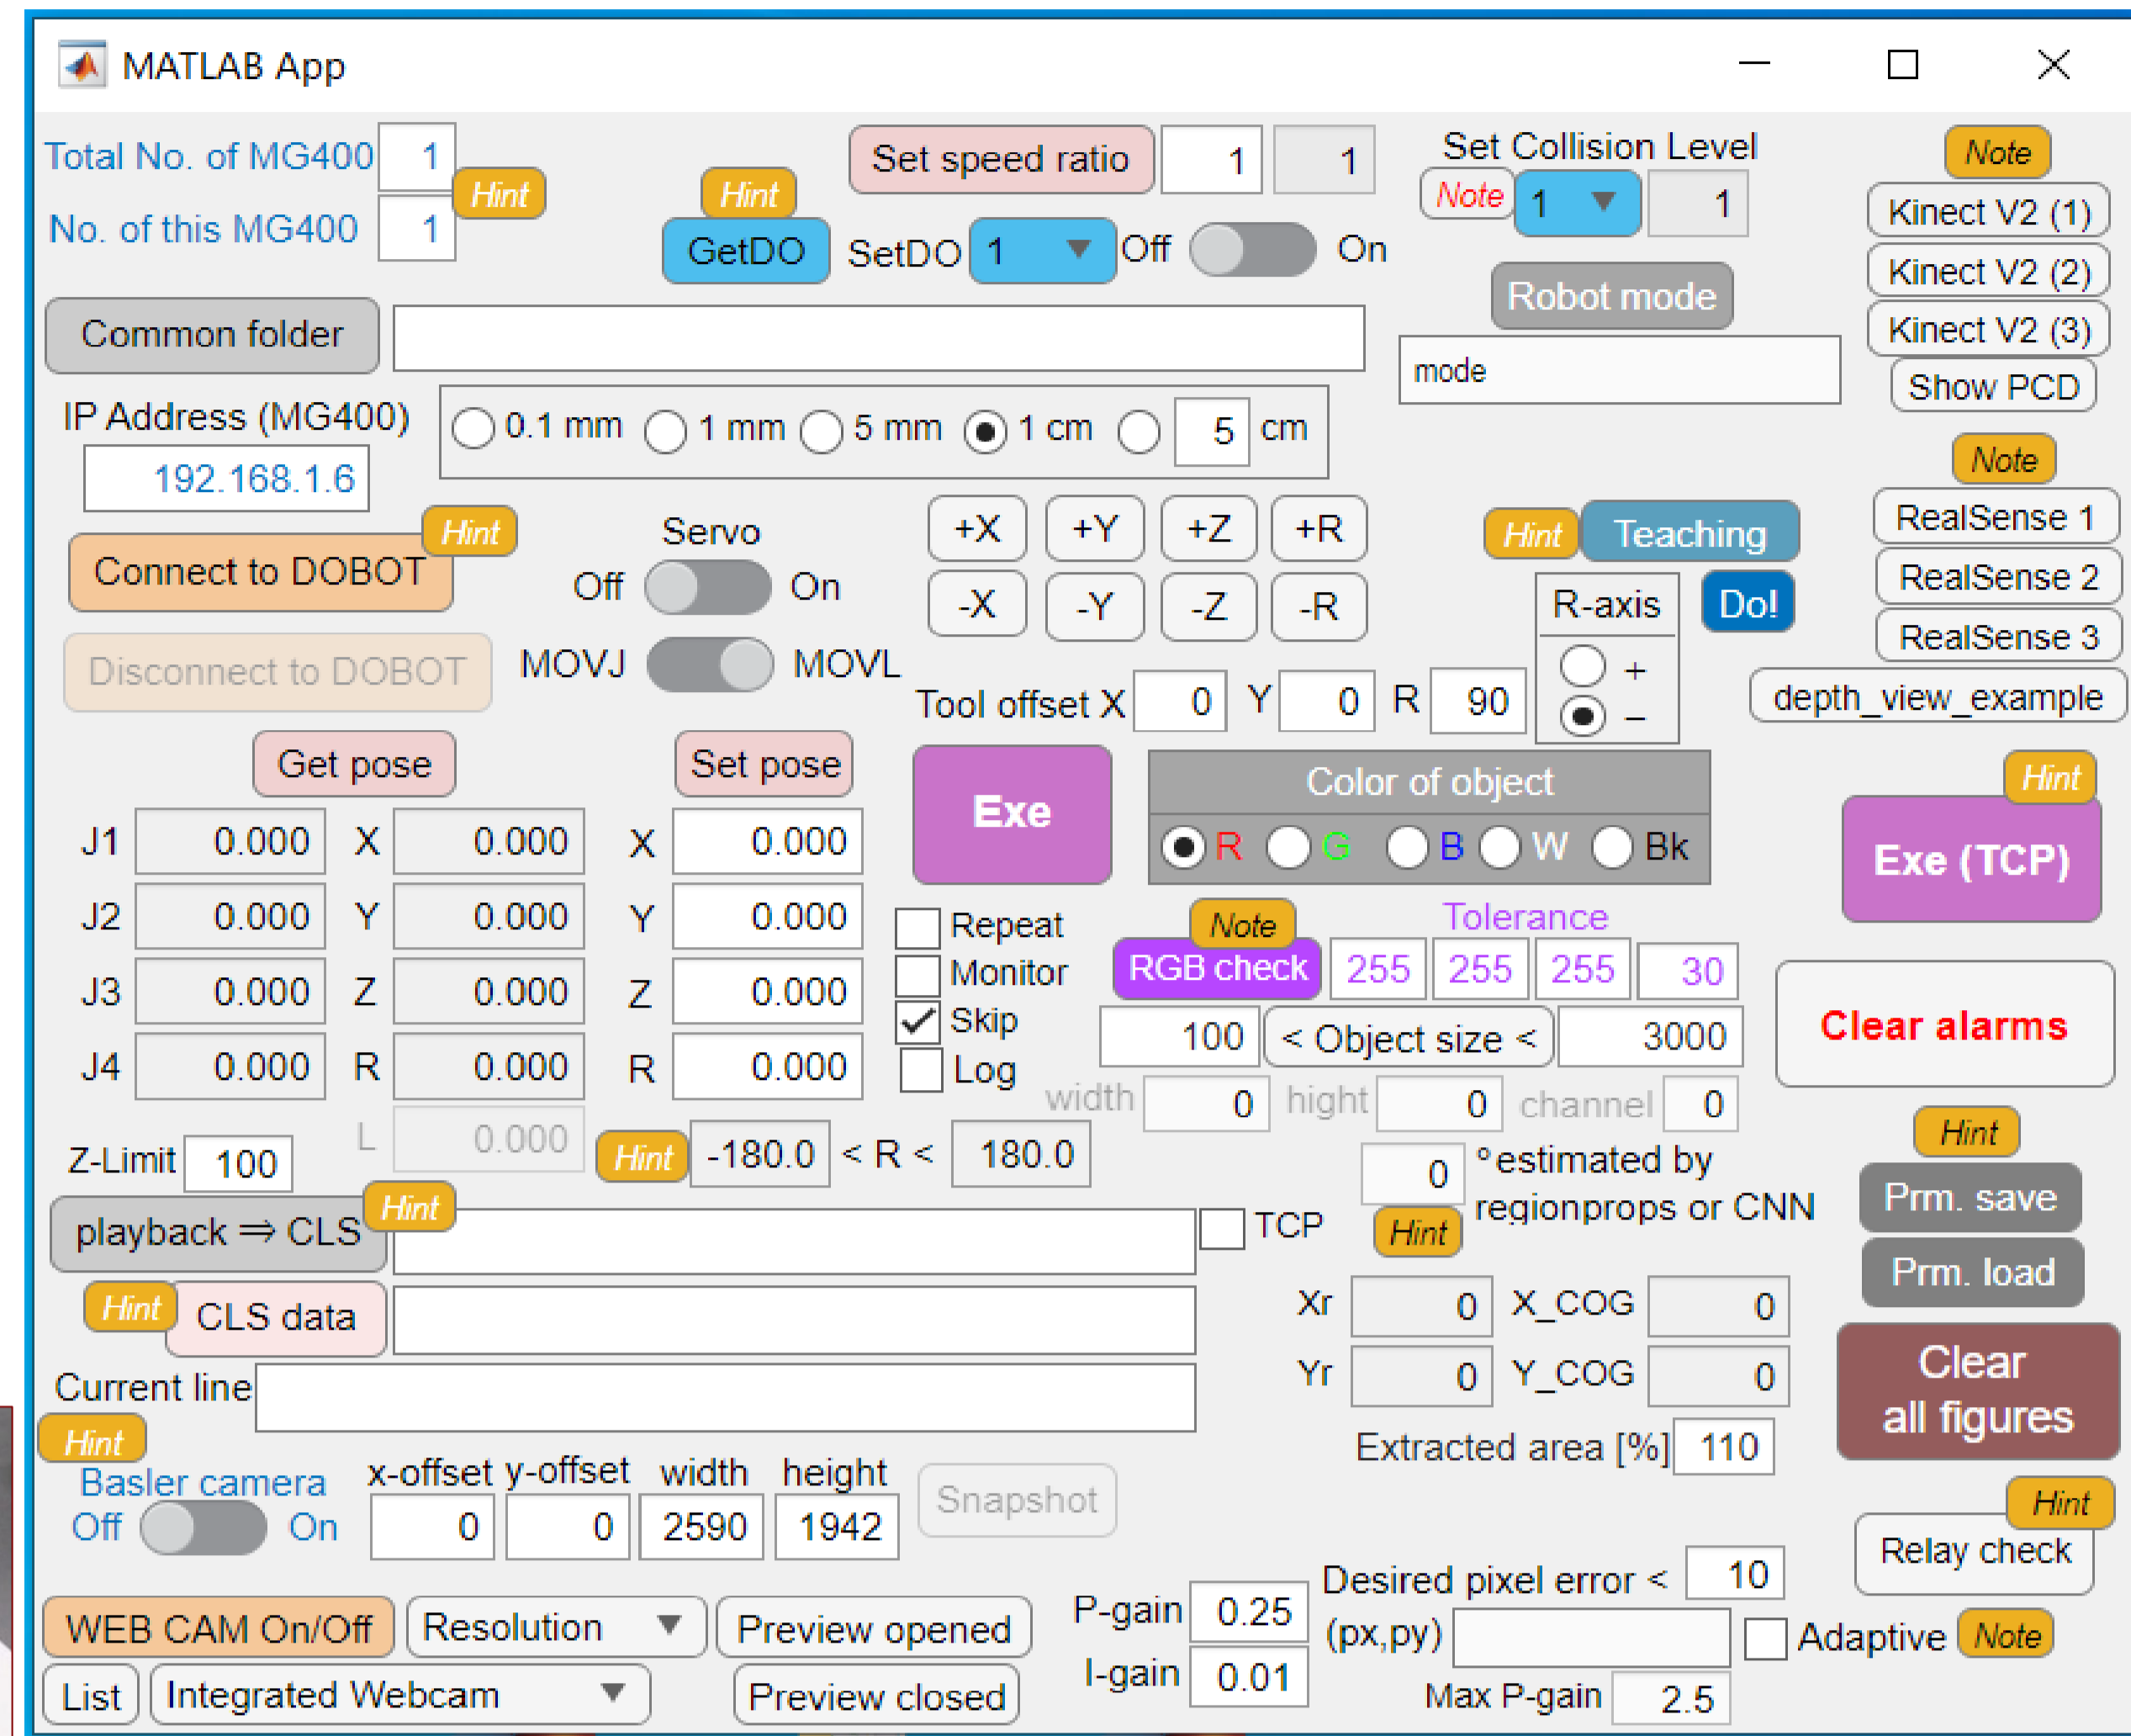 MATLAB App
Total No. of MG400 1 Hint
No. of this MG400 1
Hint
GetDO
Set speed ratio 1 1
SetDO 1 Off On
Set Collision Level
Note 1 1
Robot mode
mode
Note
Kinect V2 (1)
Kinect V2 (2)
Kinect V2 (3)
Show PCD
Common folder
IP Address (MG400)
192.168.1.6
0.1 mm 1 mm 5 mm 1 cm 5 cm
Note
RealSense 1
RealSense 2
RealSense 3
depth_view_example
Hint
Connect to DOBOT
Disconnect to DOBOT
Servo
Off On
MOVJ MOVL
+X +Y +Z +R
-X -Y -Z -R
Tool offset X 0 Y 0 R 90
Hint Teaching
R-axis Do!
+
−
Get pose Set pose
J1 0.000 X 0.000 X 0.000
J2 0.000 Y 0.000 Y 0.000
J3 0.000 Z 0.000 Z 0.000
J4 0.000 R 0.000 R 0.000
L 0.000
Z-Limit 100
Hint -180.0 < R < 180.0
Exe
Repeat
Monitor
Skip
Log
Color of object
R G B W Bk
Note Tolerance
RGB check 255 255 255 30
100 < Object size < 3000
width 0 hight 0 channel 0
0 °estimated by
regionprops or CNN
Hint
Hint
Exe (TCP)
Clear alarms
Hint
Prm. save
Prm. load
Clear
all figures
Hint
Relay check
playback ⇒ CLS Hint TCP
Hint CLS data
Current line
Xr 0 X_COG 0
Yr 0 Y_COG 0
Extracted area [%] 110
Hint
Basler camera
Off On
x-offset y-offset width height
0 0 2590 1942
Snapshot
WEB CAM On/Off Resolution Preview opened
List Integrated Webcam Preview closed
P-gain 0.25
I-gain 0.01
Desired pixel error < 10
(px,py) Adaptive Note
Max P-gain 2.5